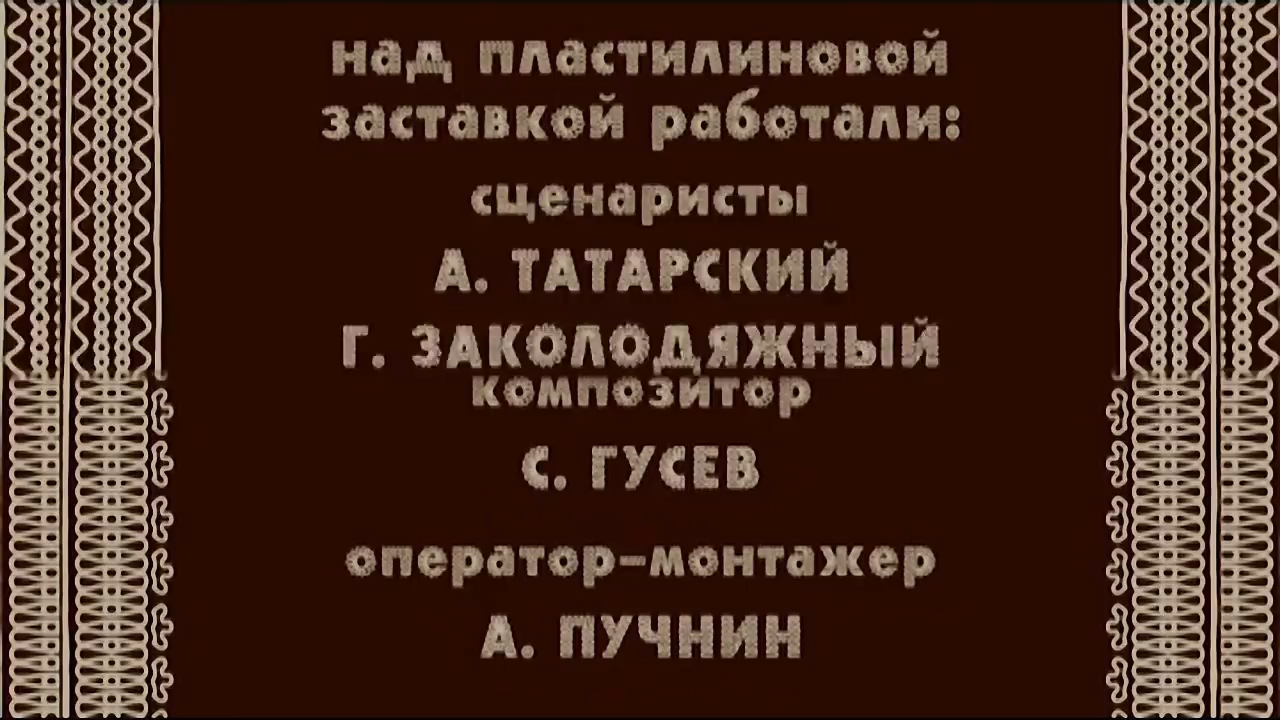 над пластилиновой
заставкой работали:
сценаристы
А. ТАТАРСКИЙ
Г. ЗАКОЛОДЯЖНЫЙ
композитор
С. ГУСЕВ
оператор-монтажер
А. ПУЧНИН